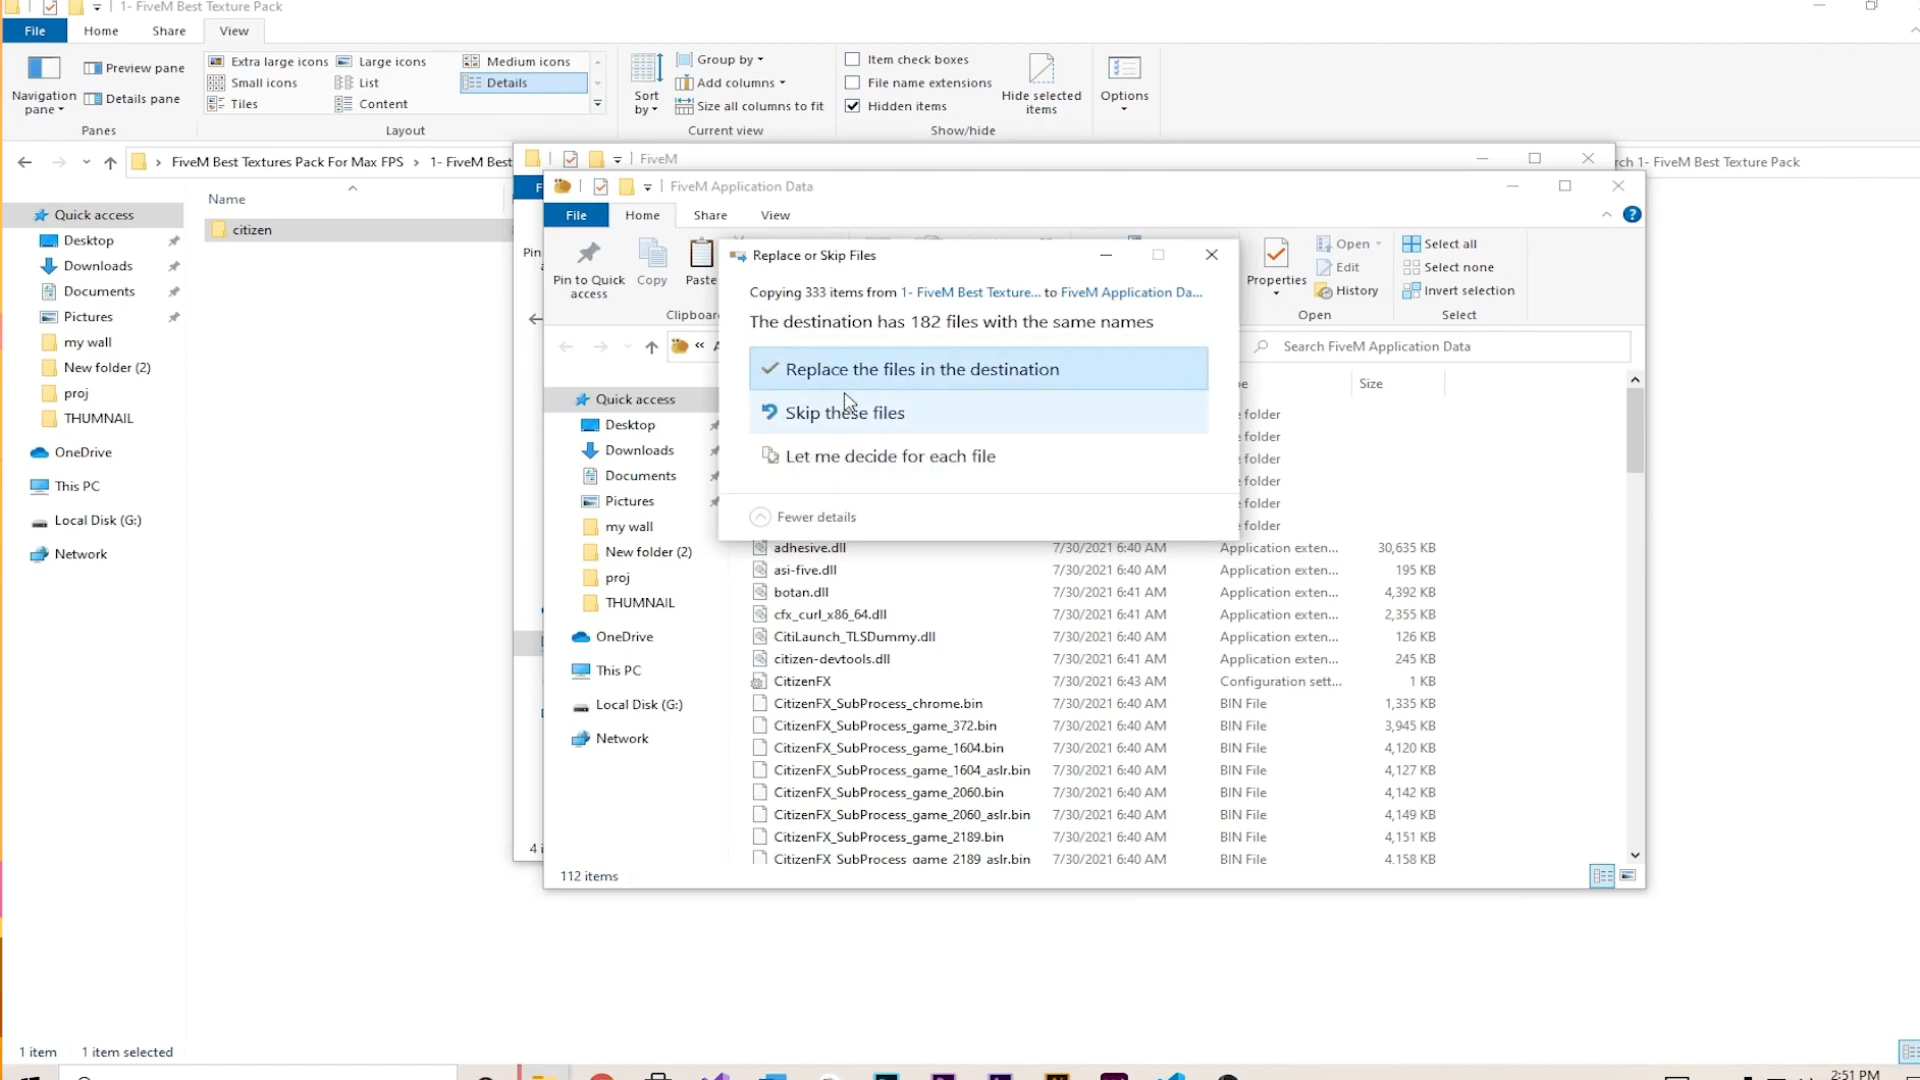 1- FiveM Best Texture Pack
File
Home
Share
View
Navigation pane
Preview pane
Details pane
Panes
Extra large icons
Large icons
Medium icons
Small icons
List
Details
Tiles
Content
Layout
Sort by
Group by
Add columns
Size all columns to fit
Current view
Item check boxes
File name extensions
Hidden items
Hide selected items
Show/hide
Options
FiveM Best Textures Pack For Max FPS › 1- FiveM Best
1- FiveM Best Texture Pack
Name
citizen
Quick access
Desktop
Downloads
Documents
Pictures
my wall
New folder (2)
proj
THUMNAIL
OneDrive
This PC
Local Disk (G:)
Network
1 item
1 item selected
FiveM
FiveM Application Data
File
Home
Share
View
Pin to Quick access
Copy
Paste
Properties
Open
Edit
History
Open
Select all
Select none
Invert selection
Select
Search FiveM Application Data
Size
folder
folder
folder
folder
folder
folder
Quick access
Desktop
Downloads
Documents
Pictures
my wall
New folder (2)
proj
THUMNAIL
OneDrive
This PC
Local Disk (G:)
Network
Replace or Skip Files
Copying 333 items from 1- FiveM Best Texture... to FiveM Application Da...
The destination has 182 files with the same names
Replace the files in the destination
Skip these files
Let me decide for each file
Fewer details
adhesive.dll 7/30/2021 6:40 AM Application exten... 30,635 KB
asi-five.dll 7/30/2021 6:40 AM Application exten... 195 KB
botan.dll 7/30/2021 6:41 AM Application exten... 4,392 KB
cfx_curl_x86_64.dll 7/30/2021 6:41 AM Application exten... 2,355 KB
CitiLaunch_TLSDummy.dll 7/30/2021 6:40 AM Application exten... 126 KB
citizen-devtools.dll 7/30/2021 6:41 AM Application exten... 245 KB
CitizenFX 7/30/2021 6:43 AM Configuration sett... 1 KB
CitizenFX_SubProcess_chrome.bin 7/30/2021 6:40 AM BIN File 1,335 KB
CitizenFX_SubProcess_game_372.bin 7/30/2021 6:40 AM BIN File 3,945 KB
CitizenFX_SubProcess_game_1604.bin 7/30/2021 6:40 AM BIN File 4,120 KB
CitizenFX_SubProcess_game_1604_aslr.bin 7/30/2021 6:40 AM BIN File 4,127 KB
CitizenFX_SubProcess_game_2060.bin 7/30/2021 6:40 AM BIN File 4,142 KB
CitizenFX_SubProcess_game_2060_aslr.bin 7/30/2021 6:40 AM BIN File 4,149 KB
CitizenFX_SubProcess_game_2189.bin 7/30/2021 6:40 AM BIN File 4,151 KB
CitizenFX_SubProcess_game_2189_aslr.bin 7/30/2021 6:40 AM BIN File 4,158 KB
112 items
2:51 PM